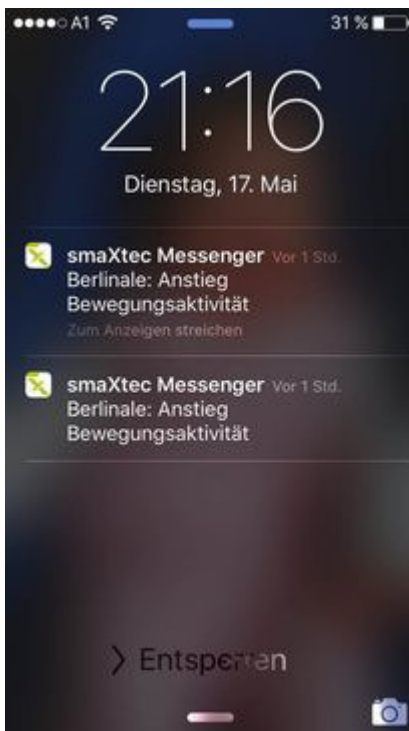 A1 31 %
21:16
Dienstag, 17. Mai
smaXtec Messenger Vor 1 Std.
Berlinale: Anstieg
Bewegungsaktivität
Zum Anzeigen streichen
smaXtec Messenger Vor 1 Std.
Berlinale: Anstieg
Bewegungsaktivität
Entsperren